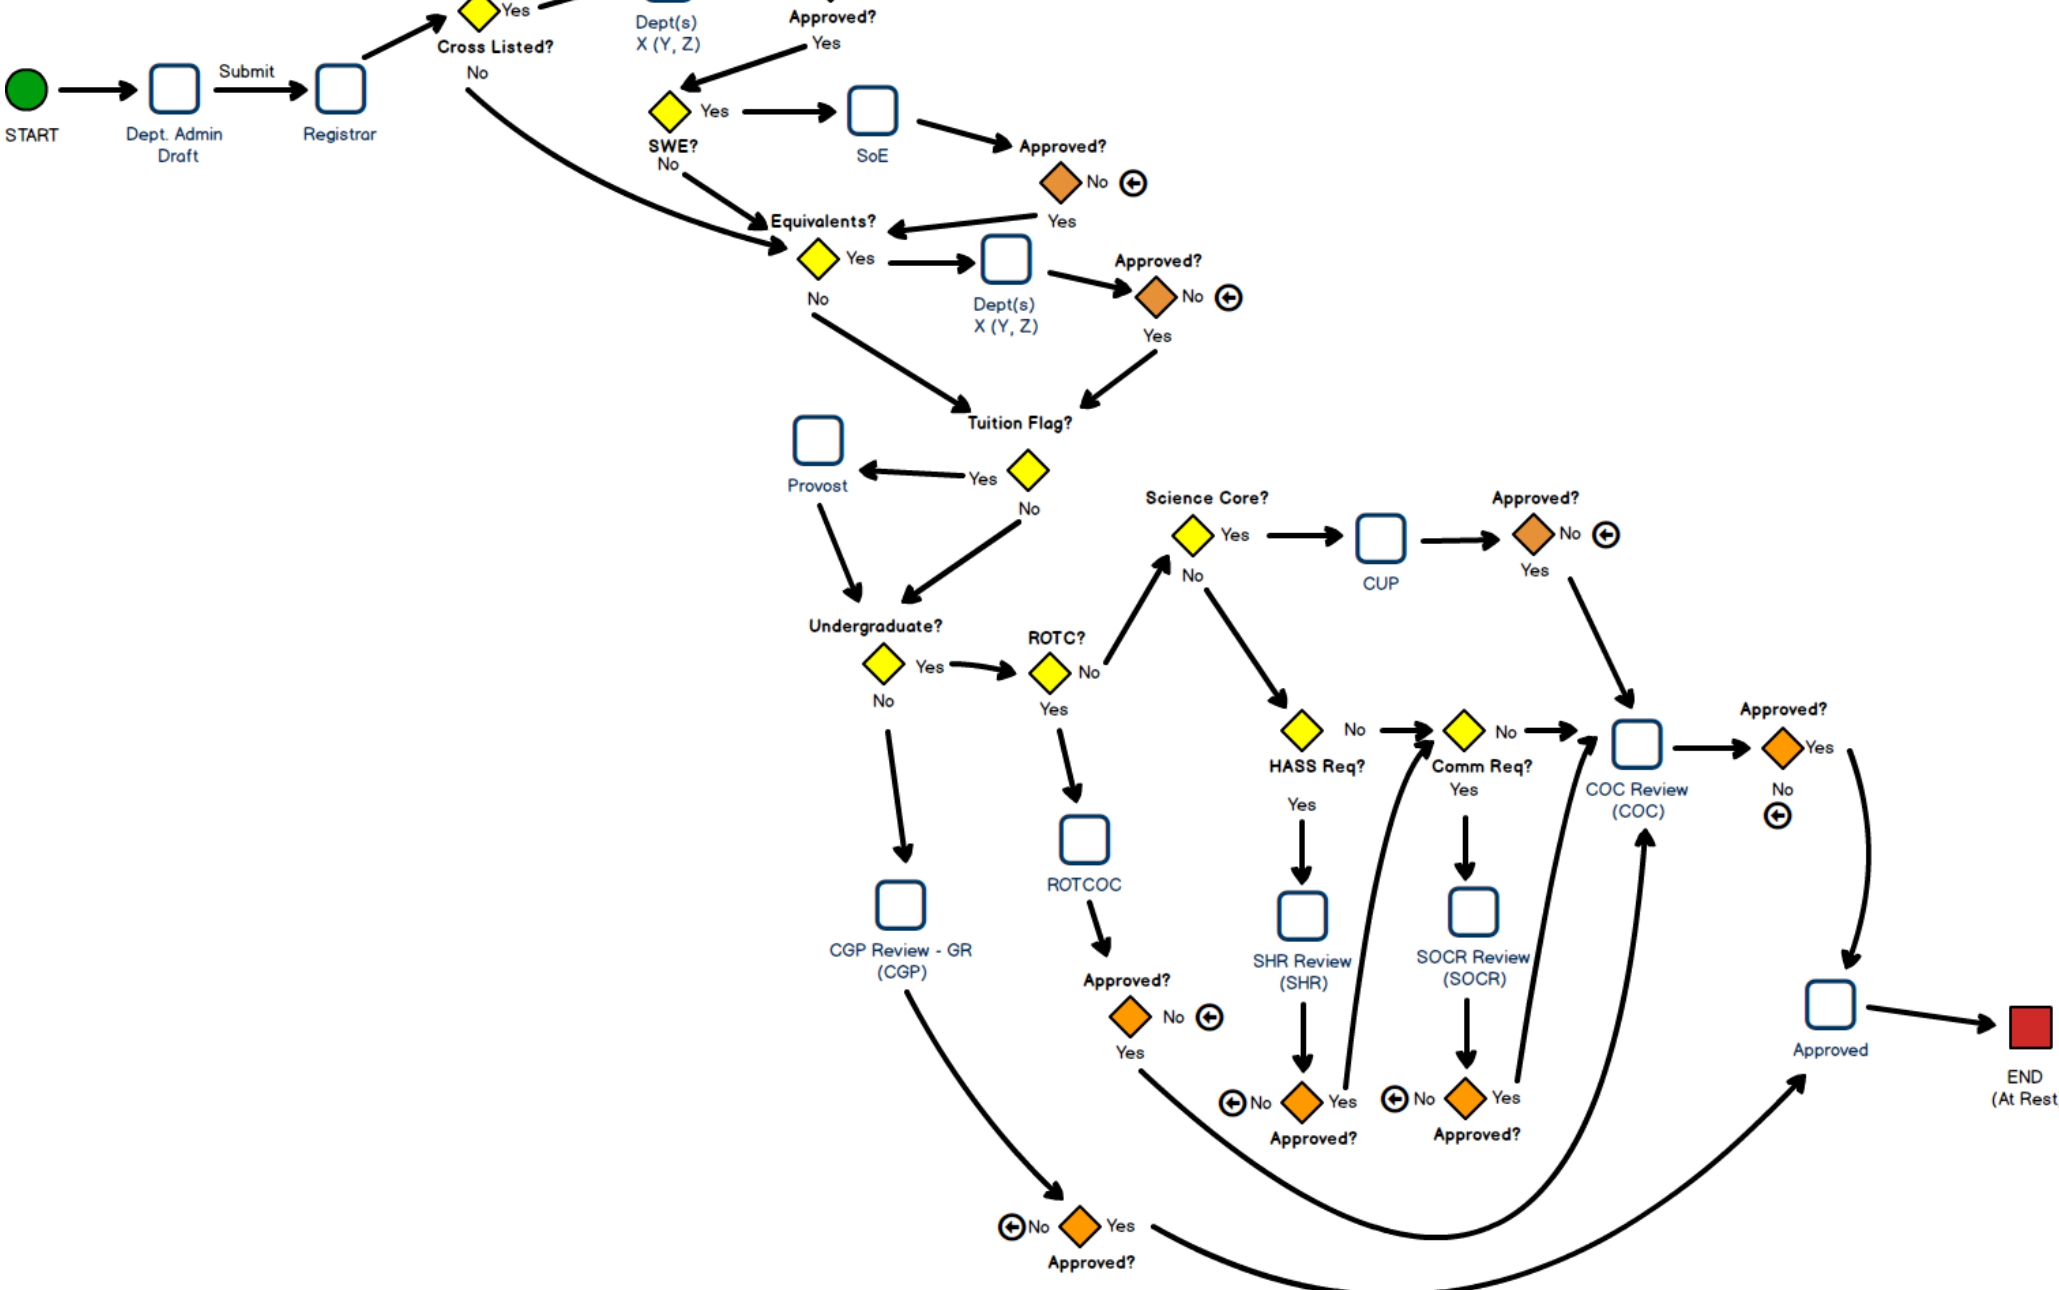 Yes
Cross Listed?
No
Dept(s)
X (Y, Z)
Approved?
Yes
START
Dept. Admin
Draft
Submit
Registrar
SWE?
No
Yes
SoE
Approved?
No
Yes
Equivalents?
Yes
No
Dept(s)
X (Y, Z)
Approved?
No
Yes
Tuition Flag?
Yes
No
Provost
Undergraduate?
Yes
No
ROTC?
No
Yes
Science Core?
Yes
No
CUP
Approved?
No
Yes
HASS Req?
No
Yes
Comm Req?
No
Yes
COC Review
(COC)
Approved?
Yes
No
ROTCOC
Approved?
No
Yes
CGP Review - GR
(CGP)
SHR Review
(SHR)
SOCR Review
(SOCR)
No
Yes
Approved?
No
Yes
Approved?
Approved
END
(At Rest
No
Yes
Approved?